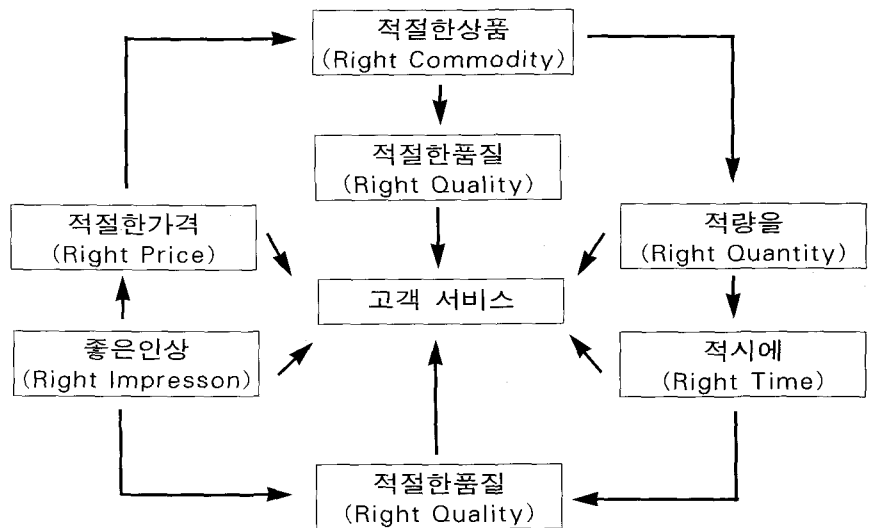 적절한상품
(Right Commodity)
적절한품질
(Right Quality)
적절한가격
(Right Price)
적량을
(Right Quantity)
고객 서비스
좋은인상
(Right Impresson)
적시에
(Right Time)
적절한품질
(Right Quality)